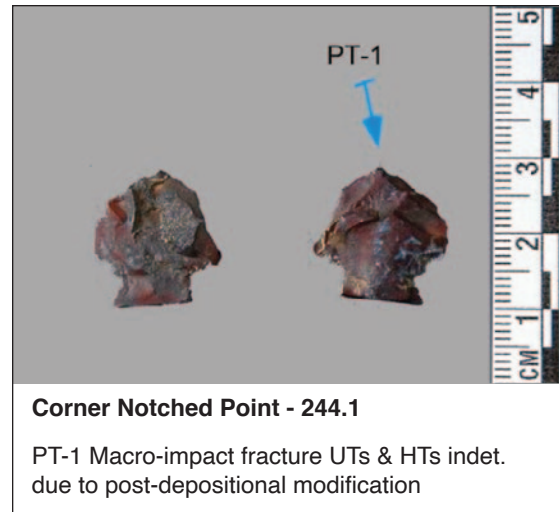 PT-1
5
4
3
2
1
CM
Corner Notched Point - 244.1
PT-1 Macro-impact fracture UTs & HTs indet.
due to post-depositional modification